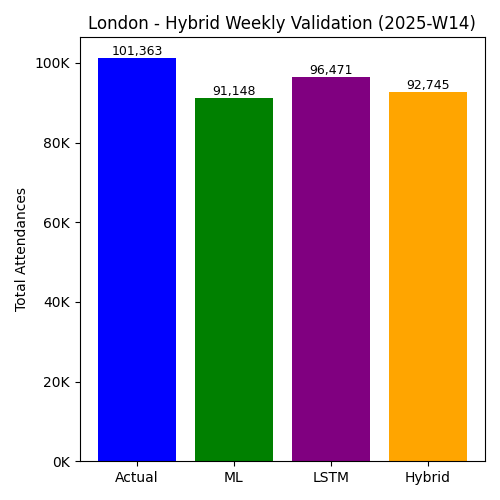 London - Hybrid Weekly Validation (2025-W14)
101,363
91,148
96,471
92,745
100K
80K
60K
40K
20K
0K
Total Attendances
Actual
ML
LSTM
Hybrid